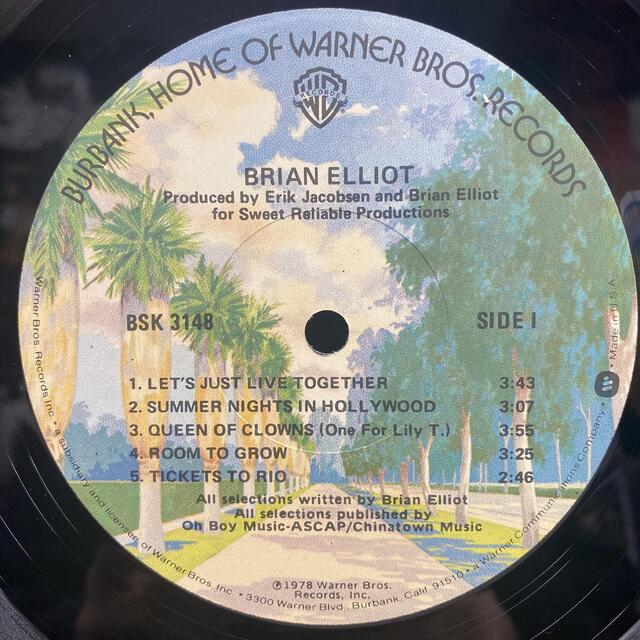 BURBANK, HOME OF WARNER BROS. RECORDS
W
RECORDS
BRIAN ELLIOT
Produced by Erik Jacobsen and Brian Elliot
for Sweet Reliable Productions
BSK 3148
SIDE 1
1. LET'S JUST LIVE TOGETHER 3:43
2. SUMMER NIGHTS IN HOLLYWOOD 3:07
3. QUEEN OF CLOWNS (One For Lily T.) 3:55
4. ROOM TO GROW 3:25
5. TICKETS TO RIO 2:46
All selections written by Brian Elliot
All selections published by
Oh Boy Music-ASCAP/Chinatown Music
℗1978 Warner Bros.
Records, Inc.
Warner Bros. Records Inc. • a subsidiary and licensee of Warner Bros. Inc. • 3300 Warner Blvd., Burbank, Calif. 91510 • a Warner Communications Company • Made in U.S.A.